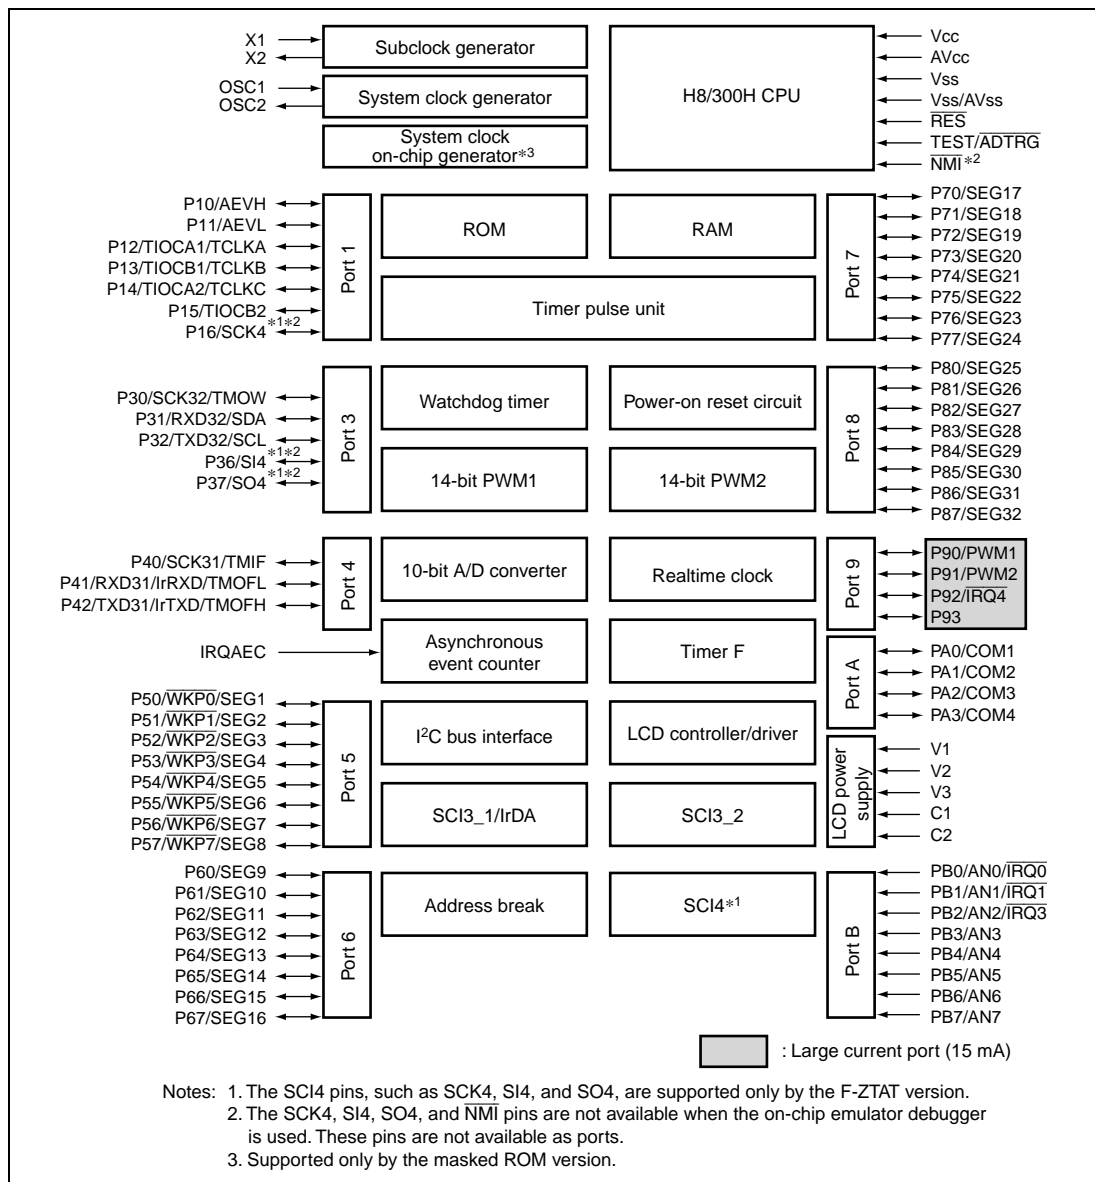 X1
X2
Subclock generator
OSC1
OSC2
System clock generator
System clock
on-chip generator*3
H8/300H CPU
Vcc
AVcc
Vss
Vss/AVss
RES
TEST/ADTRG
NMI*2
P10/AEVH
P11/AEVL
P12/TIOCA1/TCLKA
P13/TIOCB1/TCLKB
P14/TIOCA2/TCLKC
P15/TIOCB2
P16/SCK4*1*2
Port 1
ROM
RAM
Timer pulse unit
Port 7
P70/SEG17
P71/SEG18
P72/SEG19
P73/SEG20
P74/SEG21
P75/SEG22
P76/SEG23
P77/SEG24
P30/SCK32/TMOW
P31/RXD32/SDA
P32/TXD32/SCL
P36/SI4*1*2
P37/SO4*1*2
Port 3
Watchdog timer
Power-on reset circuit
14-bit PWM1
14-bit PWM2
Port 8
P80/SEG25
P81/SEG26
P82/SEG27
P83/SEG28
P84/SEG29
P85/SEG30
P86/SEG31
P87/SEG32
P40/SCK31/TMIF
P41/RXD31/IrRXD/TMOFL
P42/TXD31/IrTXD/TMOFH
Port 4
10-bit A/D converter
Realtime clock
Port 9
P90/PWM1
P91/PWM2
P92/IRQ4
P93
IRQAEC
Asynchronous
event counter
Timer F
Port A
PA0/COM1
PA1/COM2
PA2/COM3
PA3/COM4
P50/WKP0/SEG1
P51/WKP1/SEG2
P52/WKP2/SEG3
P53/WKP3/SEG4
P54/WKP4/SEG5
P55/WKP5/SEG6
P56/WKP6/SEG7
P57/WKP7/SEG8
Port 5
I2C bus interface
LCD controller/driver
SCI3_1/IrDA
SCI3_2
LCD power
supply
V1
V2
V3
C1
C2
P60/SEG9
P61/SEG10
P62/SEG11
P63/SEG12
P64/SEG13
P65/SEG14
P66/SEG15
P67/SEG16
Port 6
Address break
SCI4*1
Port B
PB0/AN0/IRQ0
PB1/AN1/IRQ1
PB2/AN2/IRQ3
PB3/AN3
PB4/AN4
PB5/AN5
PB6/AN6
PB7/AN7
: Large current port (15 mA)
Notes: 1. The SCI4 pins, such as SCK4, SI4, and SO4, are supported only by the F-ZTAT version.
2. The SCK4, SI4, SO4, and NMI pins are not available when the on-chip emulator debugger
is used. These pins are not available as ports.
3. Supported only by the masked ROM version.